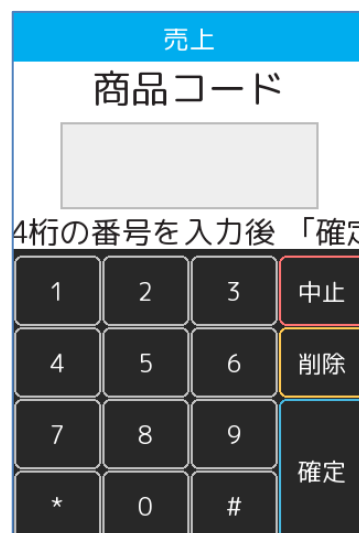 売上
商品コード
4桁の番号を入力後 「確定
1 2 3 中止
4 5 6 削除
7 8 9
確定
* 0 #